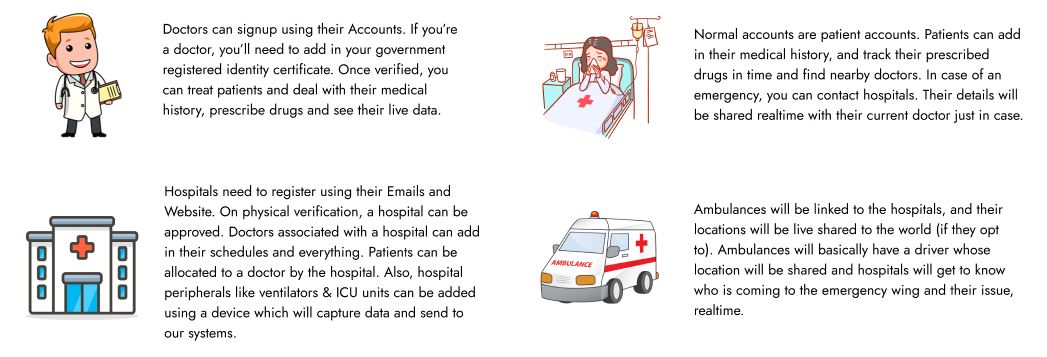 Doctors can signup using their Accounts. If you're
a doctor, you'll need to add in your government
registered identity certificate. Once verified, you
can treat patients and deal with their medical
history, prescribe drugs and see their live data.
Normal accounts are patient accounts. Patients can add
in their medical history, and track their prescribed
drugs in time and find nearby doctors. In case of an
emergency, you can contact hospitals. Their details will
be shared realtime with their current doctor just in case.
Hospitals need to register using their Emails and
Website. On physical verification, a hospital can be
approved. Doctors associated with a hospital can add
in their schedules and everything. Patients can be
allocated to a doctor by the hospital. Also, hospital
peripherals like ventilators & ICU units can be added
using a device which will capture data and send to
our systems.
AMBULANCE
Ambulances will be linked to the hospitals, and their
locations will be live shared to the world (if they opt
to). Ambulances will basically have a driver whose
location will be shared and hospitals will get to know
who is coming to the emergency wing and their issue,
realtime.